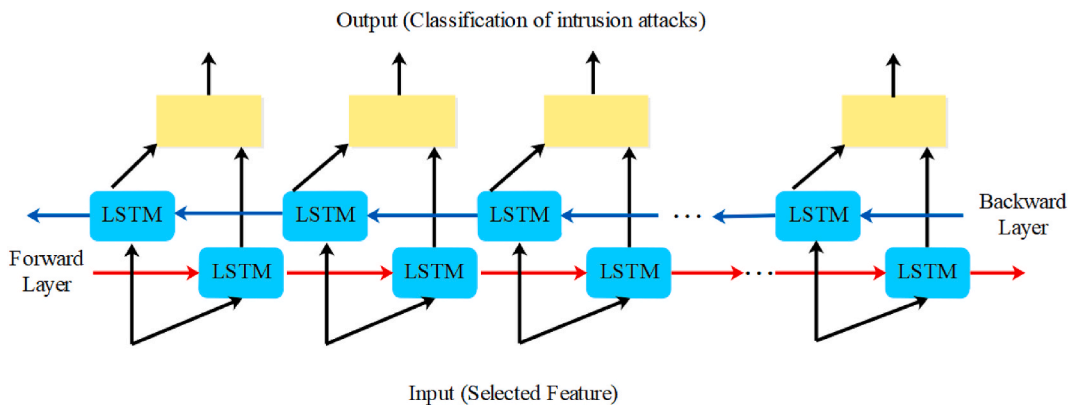 Output (Classification of intrusion attacks)
LSTM
LSTM
LSTM
...
LSTM
Backward
Layer
Forward
Layer
LSTM
LSTM
LSTM
...
LSTM
Input (Selected Feature)